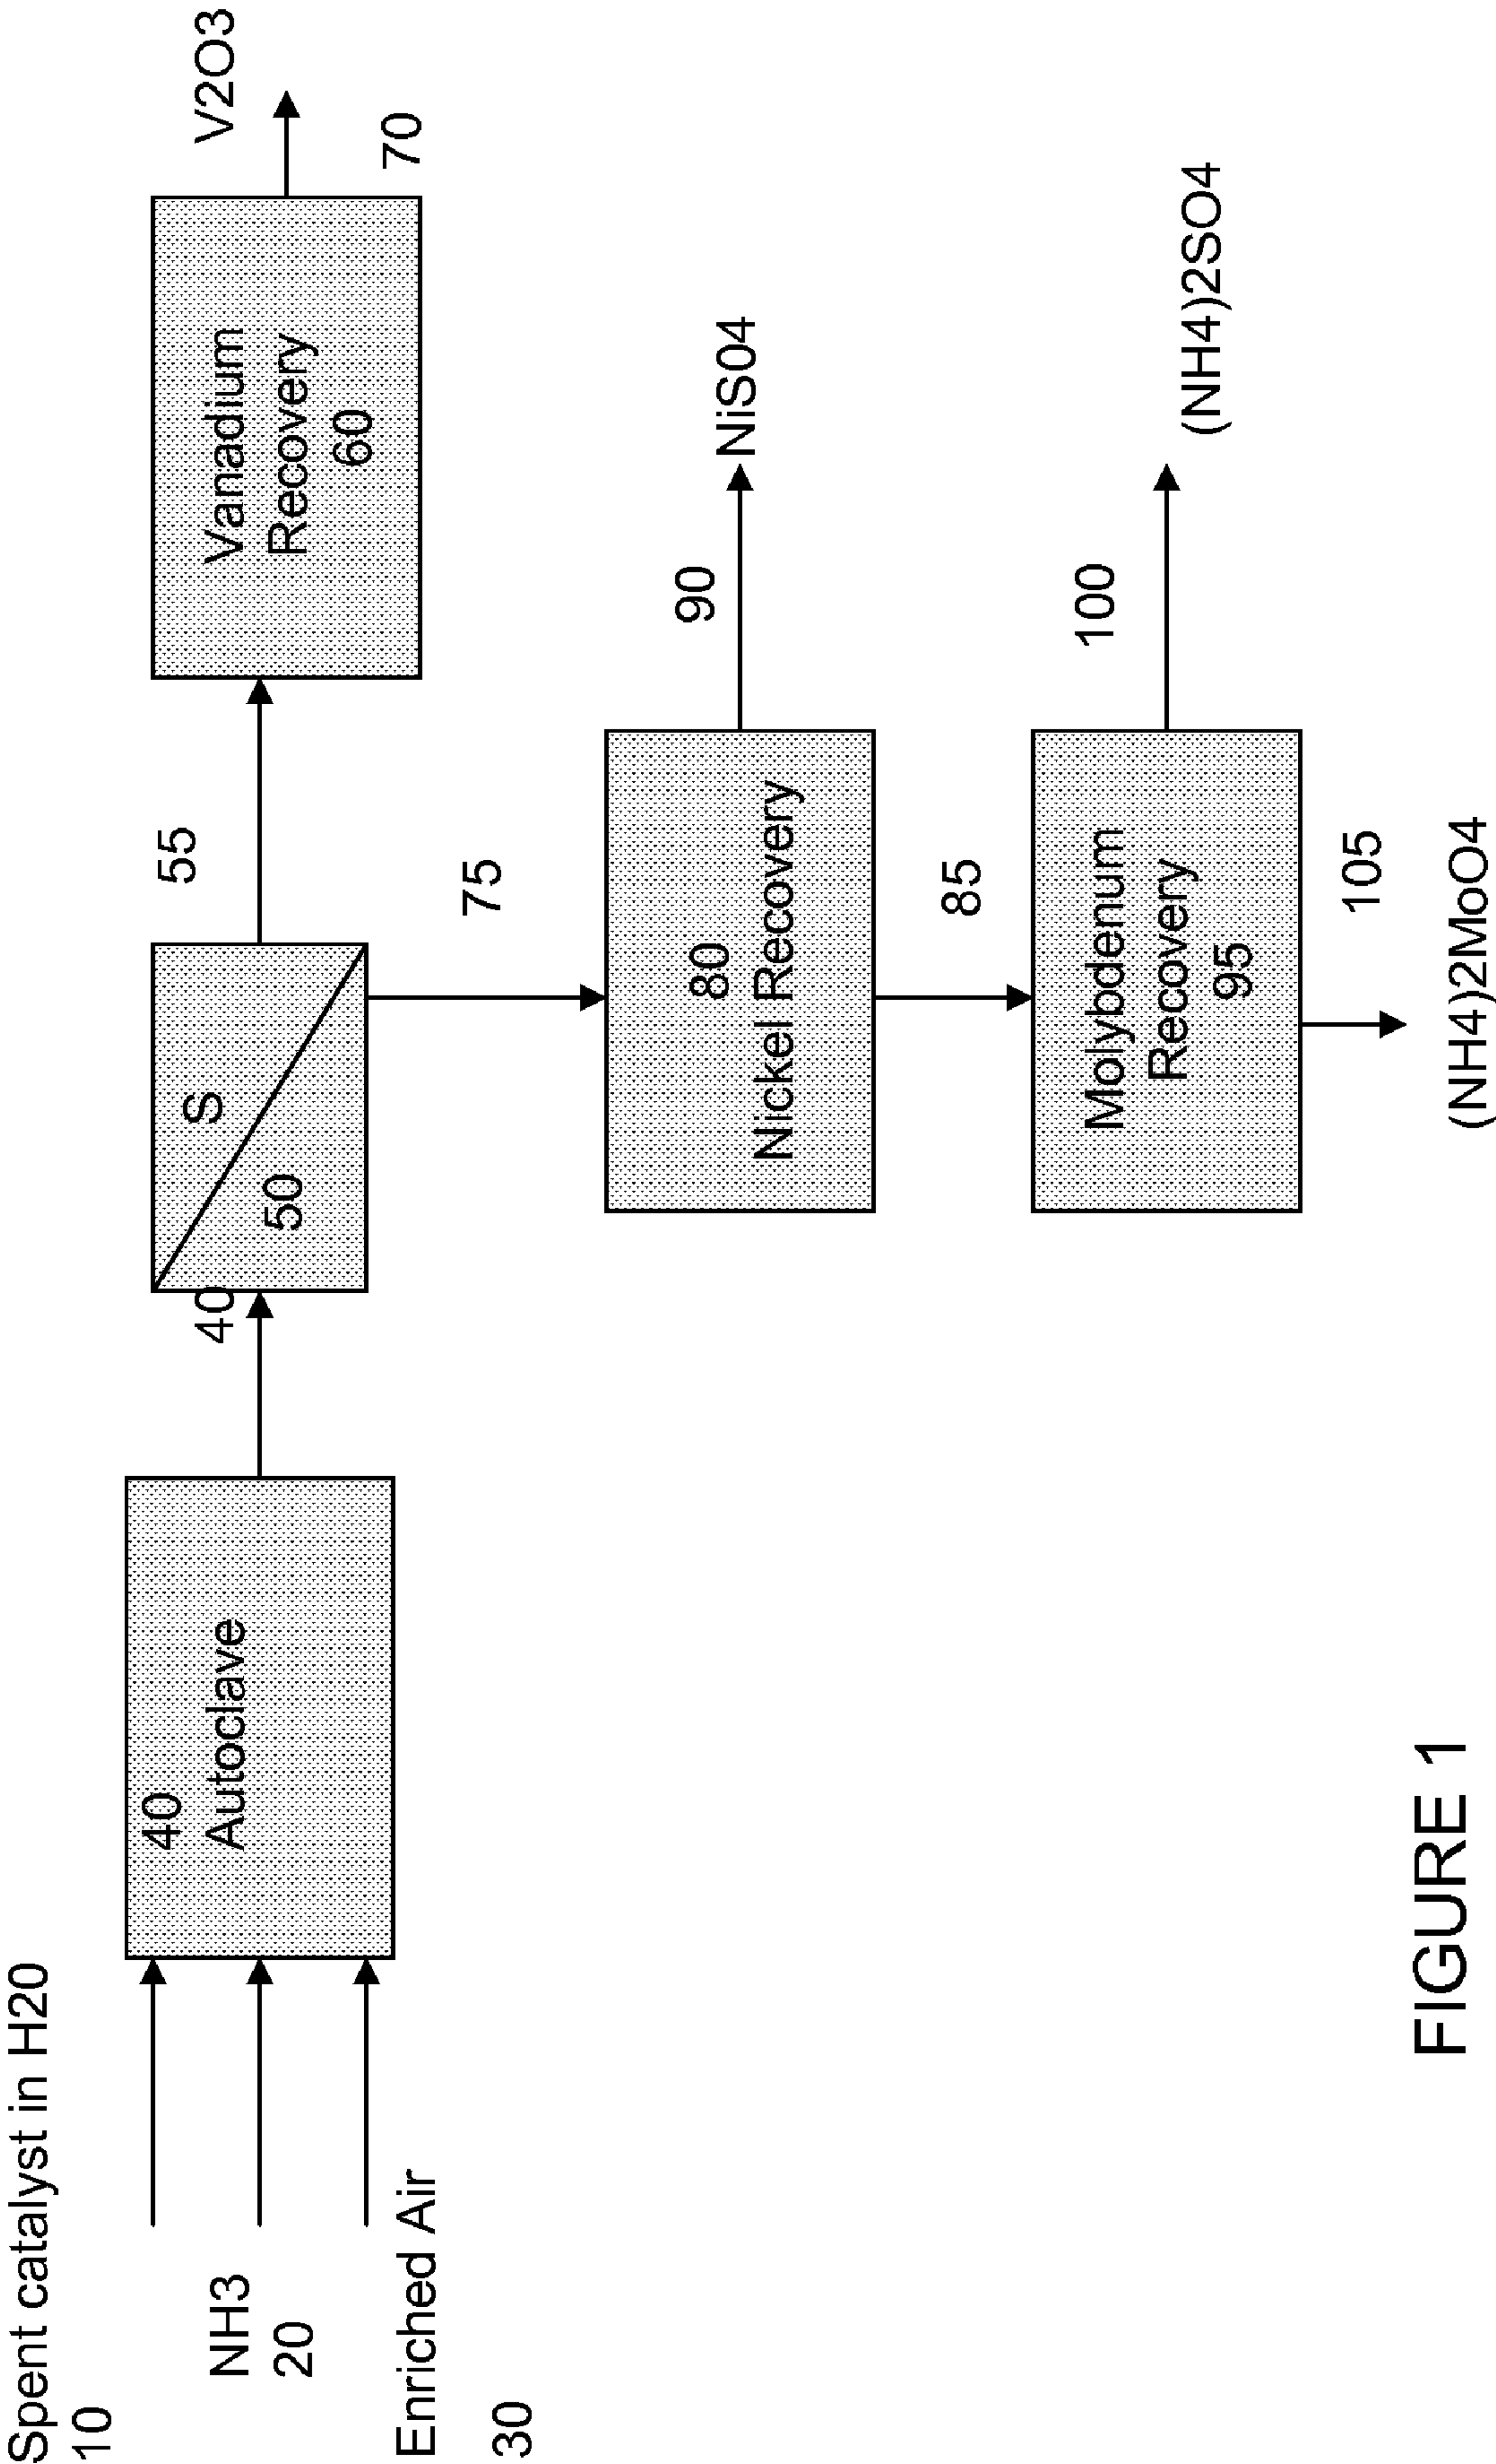 Spent catalyst in H20
10
NH3
20
Enriched Air
30
40
Autoclave
40
S
50
55
Vanadium
Recovery
60
V2O3
70
75
80
Nickel Recovery
90
NiSO4
85
Molybdenum
Recovery
95
100
(NH4)2SO4
105
(NH4)2MoO4
FIGURE 1